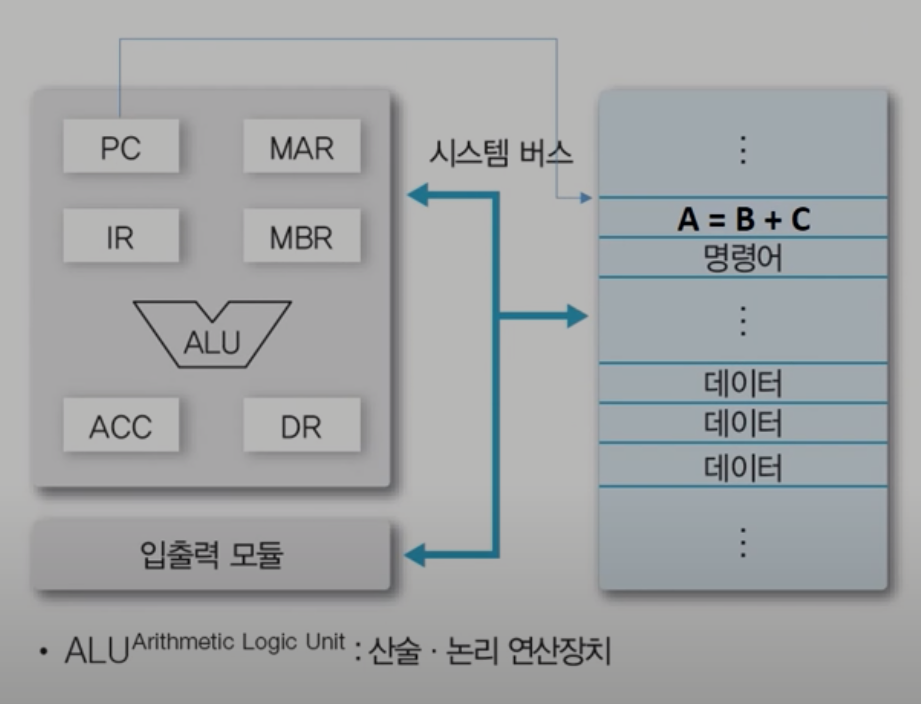 PC
MAR
시스템 버스
IR
MBR
ALU
ACC
DR
입출력 모듈
⋮
A = B + C
명령어
⋮
데이터
데이터
데이터
⋮
• ALU Arithmetic Logic Unit : 산술 · 논리 연산장치